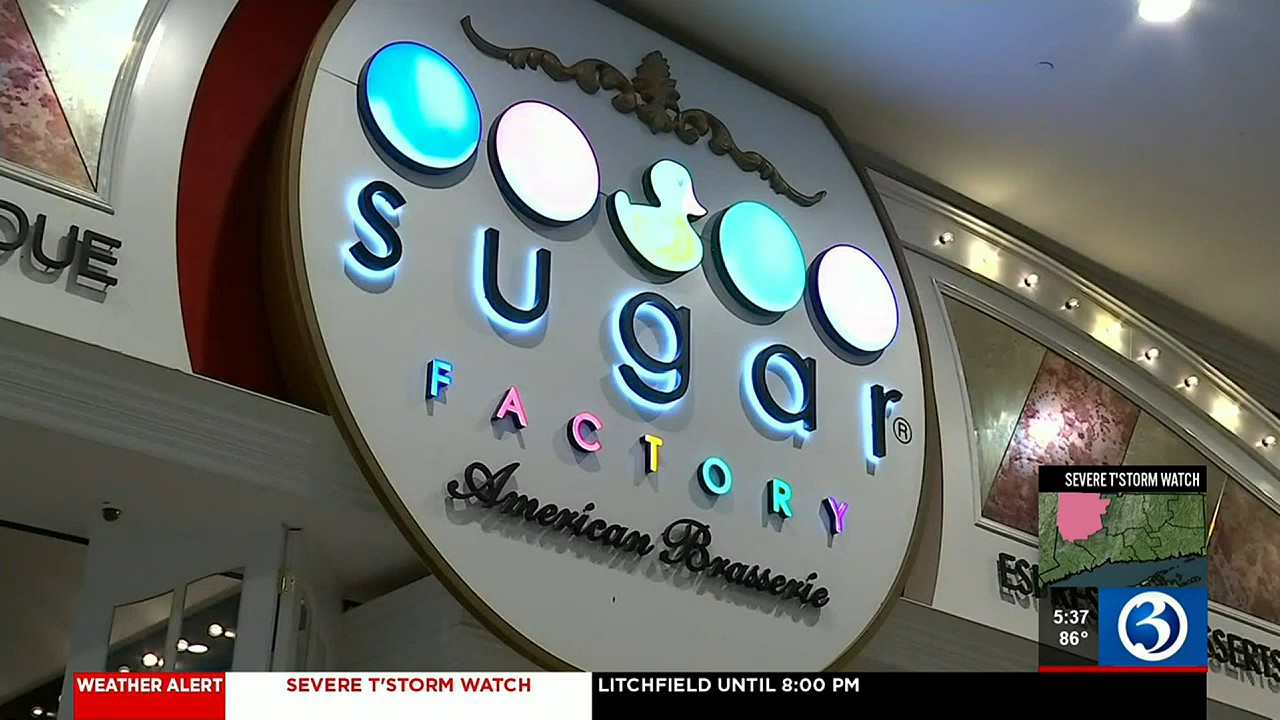 sugar®
FACTORY
American Brasserie
SEVERE T'STORM WATCH
5:37
86°
3
WEATHER ALERT
SEVERE T'STORM WATCH
LITCHFIELD UNTIL 8:00 PM